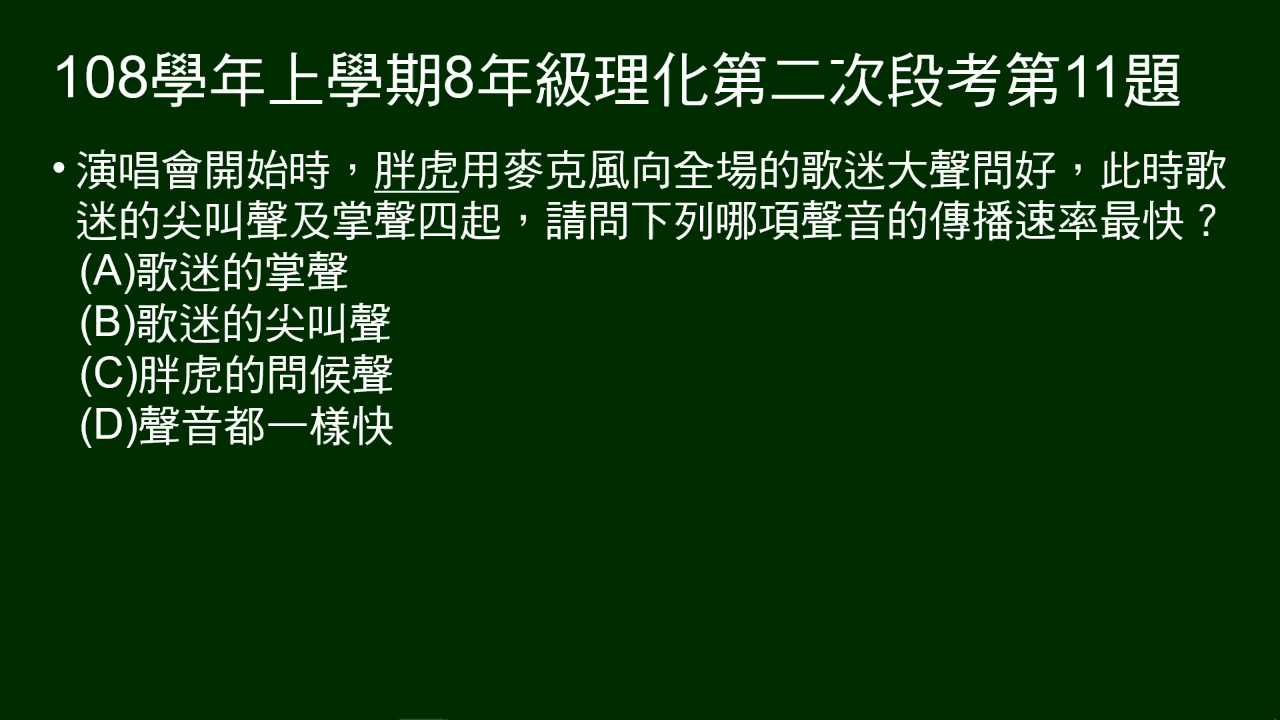 108學年上學期8年級理化第二次段考第11題
•演唱會開始時，胖虎用麥克風向全場的歌迷大聲問好，此時歌
迷的尖叫聲及掌聲四起，請問下列哪項聲音的傳播速率最快？
(A)歌迷的掌聲
(B)歌迷的尖叫聲
(C)胖虎的問候聲
(D)聲音都一樣快